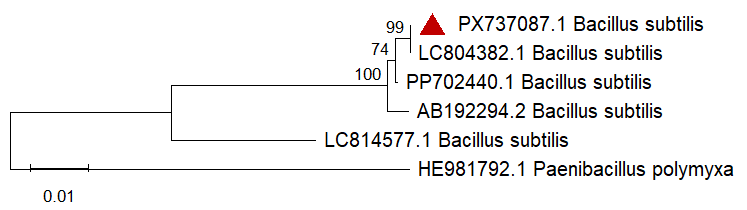 99
PX737087.1 Bacillus subtilis
74
LC804382.1 Bacillus subtilis
100
PP702440.1 Bacillus subtilis
AB192294.2 Bacillus subtilis
LC814577.1 Bacillus subtilis
HE981792.1 Paenibacillus polymyxa
0.01